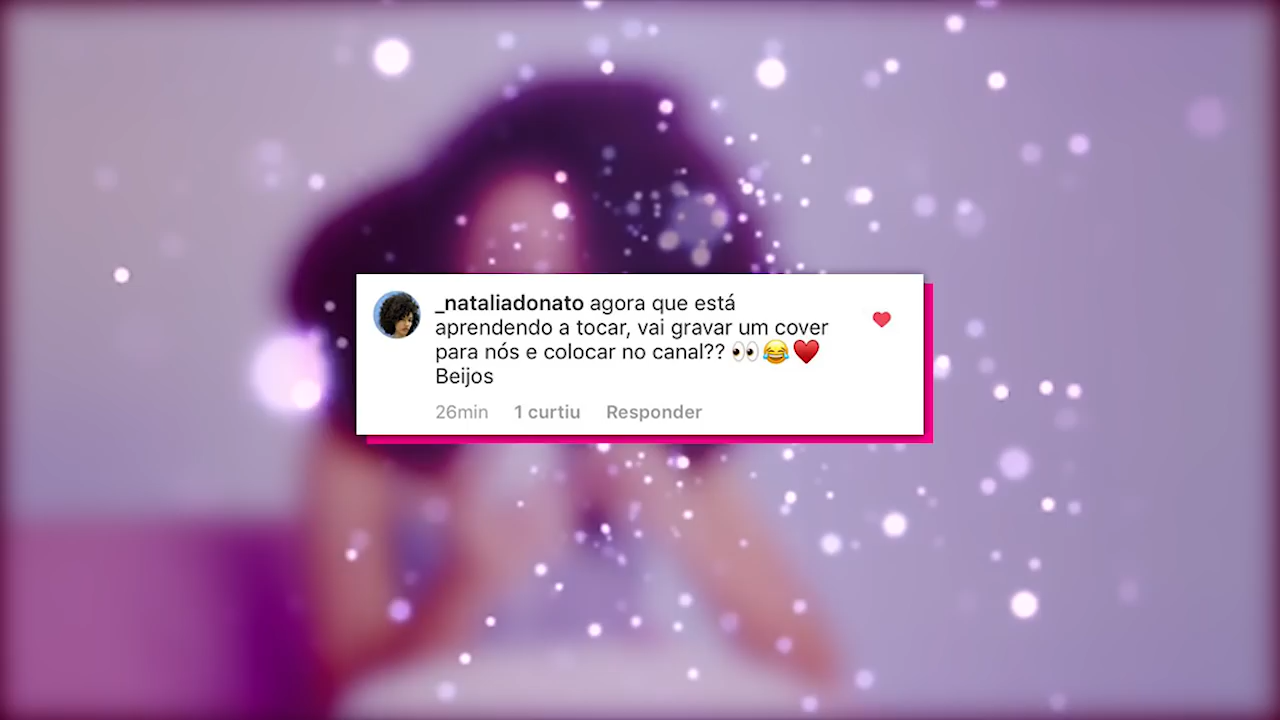 _nataliadonato agora que está
aprendendo a tocar, vai gravar um cover
para nós e colocar no canal?? 👀😂❤️
Beijos
26min 1 curtiu Responder